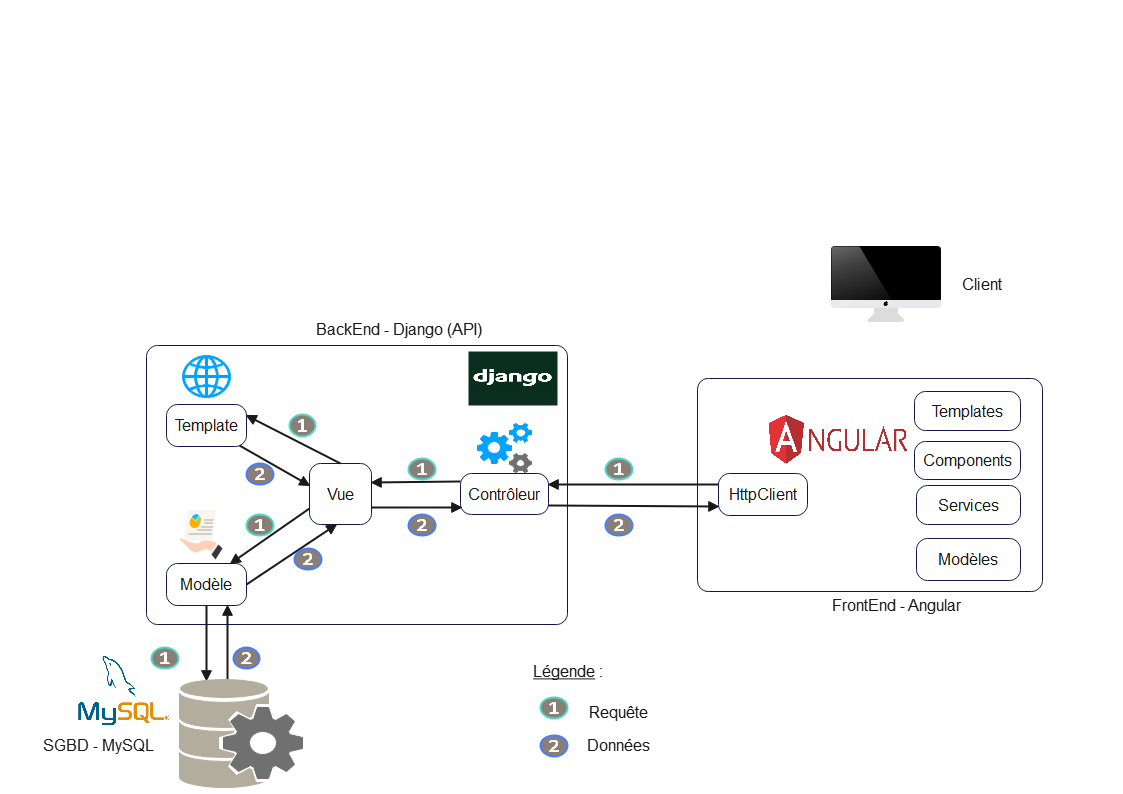 Client
BackEnd - Django (API)
django
Template
1
2
Vue
1
2
Contrôleur
1
2
1
2
Modèle
1
2
MySQL
SGBD - MySQL
ANGULAR
HttpClient
Templates
Components
Services
Modèles
FrontEnd - Angular
Légende :
1 Requête
2 Données